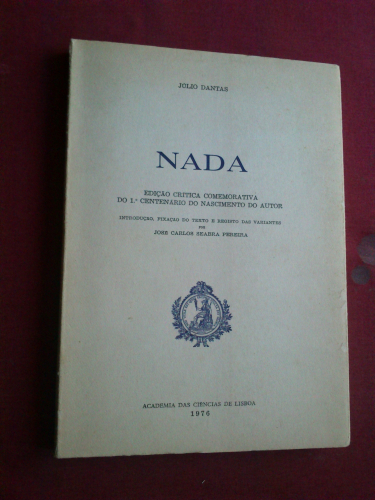 JÚLIO DANTAS
NADA
EDIÇÃO CRÍTICA COMEMORATIVA
DO 1.º CENTENÁRIO DO NASCIMENTO DO AUTOR
INTRODUÇÃO, FIXAÇÃO DO TEXTO E REGISTO DAS VARIANTES
POR
JOSÉ CARLOS SEABRA PEREIRA
ACADEMIA DAS CIÊNCIAS DE LISBOA
1976